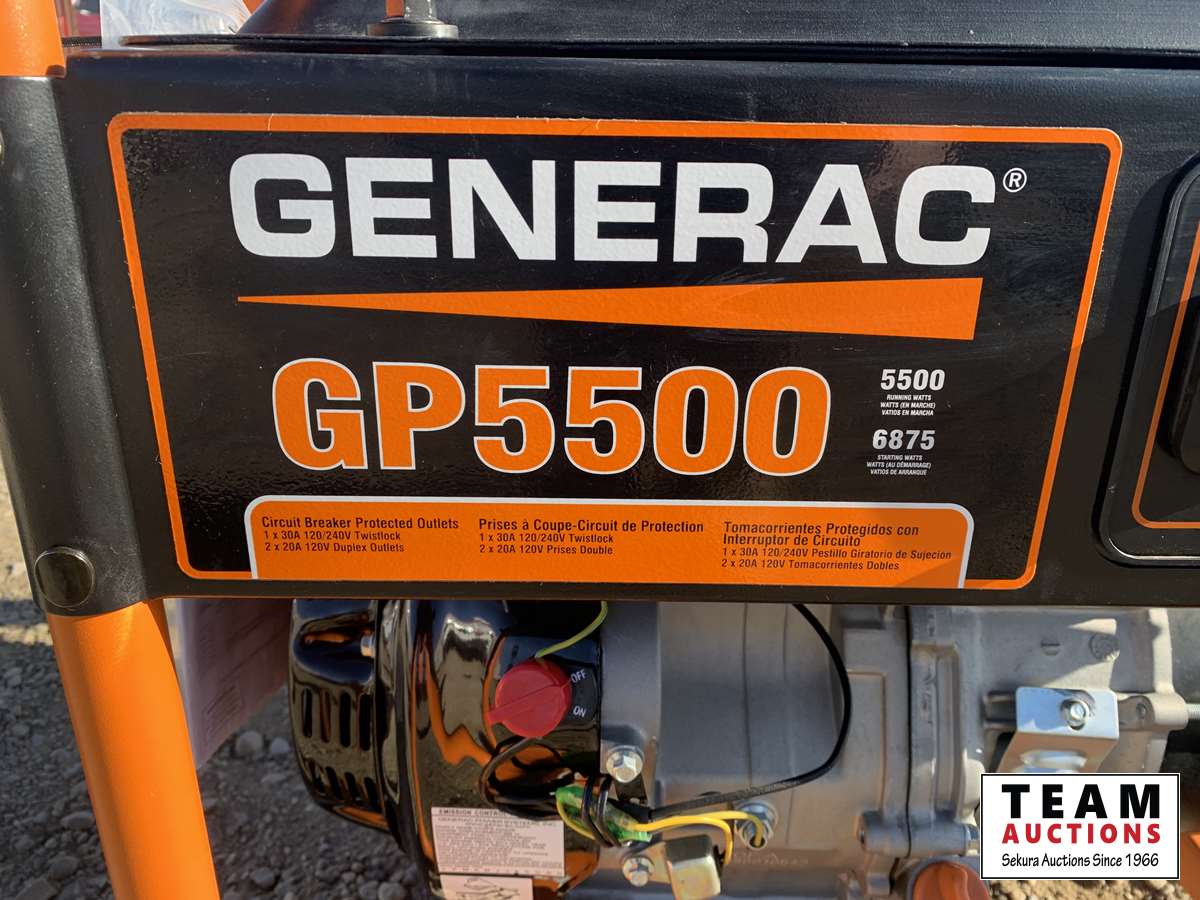 GENERAC®
GP5500
5500
RUNNING WATTS
WATTS (EN MARCHE)
VATIOS EN MARCHA
6875
STARTING WATTS
WATTS (AU DÉMARRAGE)
VATIOS DE ARRANQUE
Circuit Breaker Protected Outlets
1 x 30A 120/240V Twistlock
2 x 20A 120V Duplex Outlets
Prises à Coupe-Circuit de Protection
1 x 30A 120/240V Twistlock
2 x 20A 120V Prises Double
Tomacorrientes Protegidos con
Interruptor de Circuito
1 x 30A 120/240V Pestillo Giratorio de Sujecion
2 x 20A 120V Tomacorrientes Dobles
OFF
ON
EMISSION CONTROL
TEAM
AUCTIONS
Sekura Auctions Since 1966